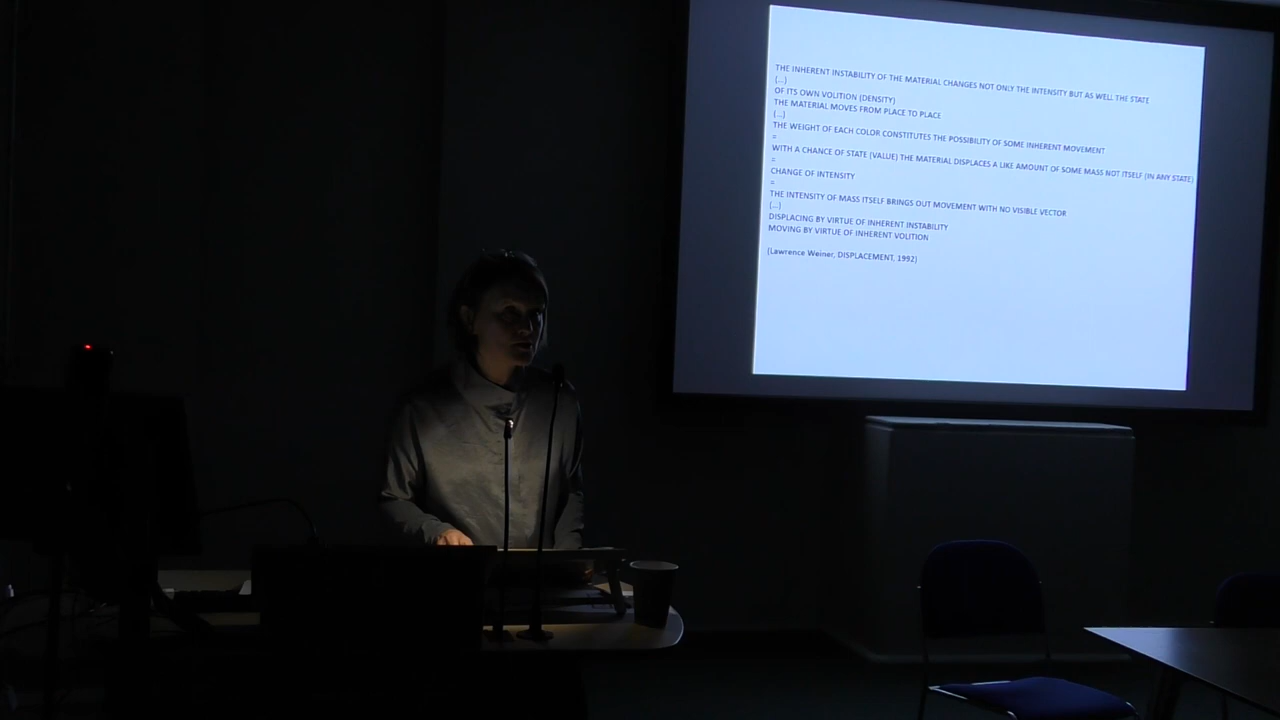 THE INHERENT INSTABILITY OF THE MATERIAL CHANGES NOT ONLY THE INTENSITY BUT AS WELL THE STATE
(...)
OF ITS OWN VOLITION (DENSITY)
THE MATERIAL MOVES FROM PLACE TO PLACE
(...)
THE WEIGHT OF EACH COLOR CONSTITUTES THE POSSIBILITY OF SOME INHERENT MOVEMENT
=
WITH A CHANCE OF STATE (VALUE) THE MATERIAL DISPLACES A LIKE AMOUNT OF SOME MASS NOT ITSELF (IN ANY STATE)
=
CHANGE OF INTENSITY
=
THE INTENSITY OF MASS ITSELF BRINGS OUT MOVEMENT WITH NO VISIBLE VECTOR
(...)
DISPLACING BY VIRTUE OF INHERENT INSTABILITY
MOVING BY VIRTUE OF INHERENT VOLITION
(Lawrence Weiner, DISPLACEMENT, 1992)